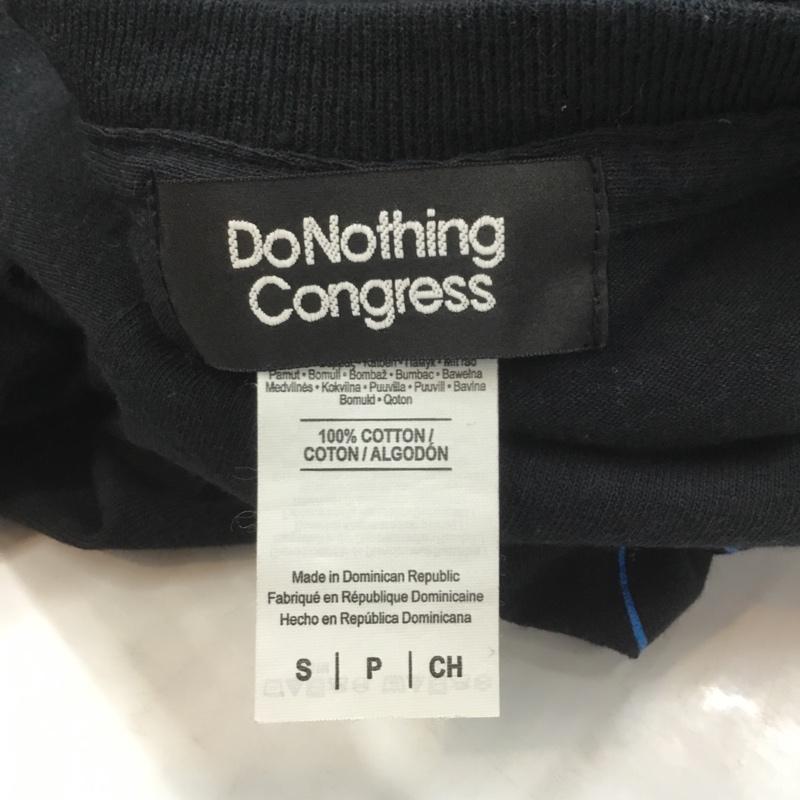 DoNothing
Congress
Pamut • Bomull • Bombaž • Bumbac • Bawełna
Medvilnės • Kokvilna • Puuvilla • Puuvill • Bavlna
Bomuld • Qoton
100% COTTON /
COTON / ALGODÓN
Made in Dominican Republic
Fabriqué en République Dominicaine
Hecho en República Dominicana
S | P | CH